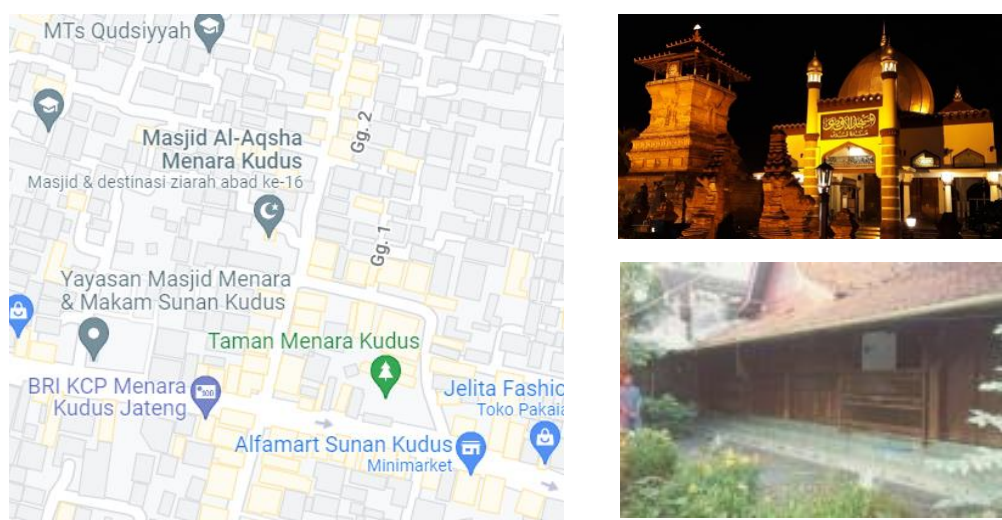 MTs Qudsiyyah
Gg. 2
Masjid Al-Aqsha
Menara Kudus
Masjid & destinasi ziarah abad ke-16
Gg. 1
Yayasan Masjid Menara
& Makam Sunan Kudus
Taman Menara Kudus
BRI KCP Menara
Kudus Jateng
Jelita Fashio
Toko Pakaia
Alfamart Sunan Kudus
Minimarket